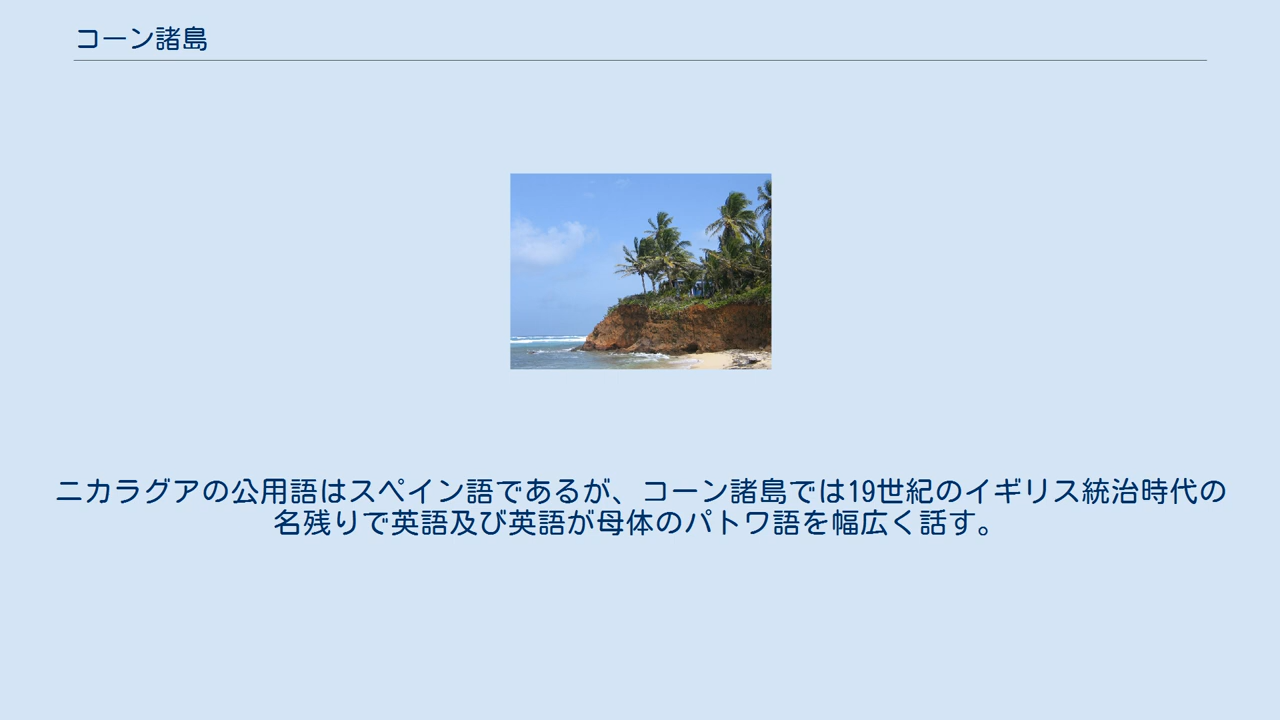 コーン諸島
ニカラグアの公用語はスペイン語であるが、コーン諸島では19世紀のイギリス統治時代の
名残りで英語及び英語が母体のパトワ語を幅広く話す。